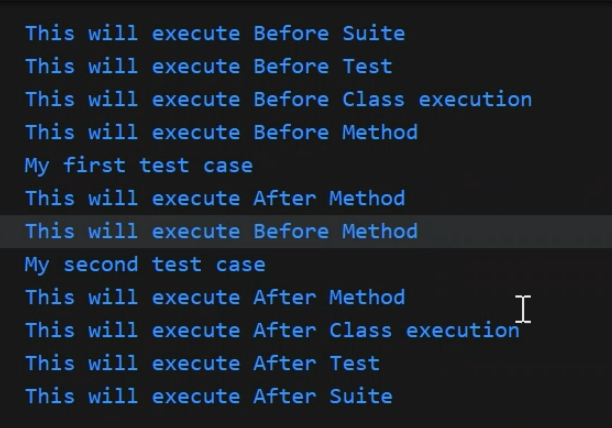 This will execute Before Suite
This will execute Before Test
This will execute Before Class execution
This will execute Before Method
My first test case
This will execute After Method
This will execute Before Method
My second test case
This will execute After Method
This will execute After Class execution
This will execute After Test
This will execute After Suite